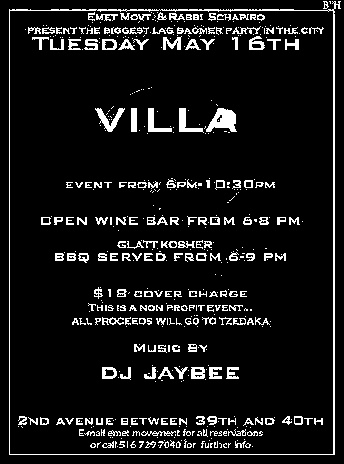 B"H
EMET MOVT. & RABBI SCHAPIRO
PRESENT THE BIGGEST LAG BAOMER PARTY IN THE CITY
TUESDAY MAY 16TH
VILLA
EVENT FROM 6PM-10:30PM
OPEN WINE BAR FROM 6-8 PM
GLATT KOSHER
BBQ SERVED FROM 6-9 PM
$18 COVER CHARGE
THIS IS A NON PROFIT EVENT...
ALL PROCEEDS WILL GO TO TZEDAKA
MUSIC BY
DJ JAYBEE
2ND AVENUE BETWEEN 39TH AND 40TH
E-mail emet movement for all reservations
or call 516 729 7040 for further info.